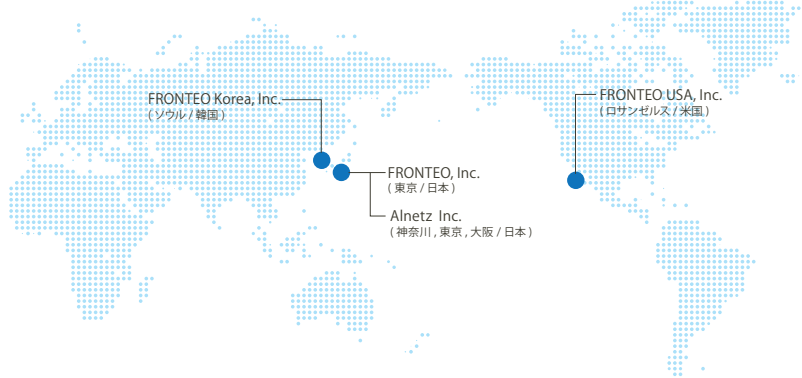 FRONTEO Korea, Inc.
( ソウル / 韓国 )
FRONTEO USA, Inc.
( ロサンゼルス / 米国 )
FRONTEO, Inc.
( 東京 / 日本 )
Alnetz Inc.
( 神奈川 , 東京 , 大阪 / 日本 )